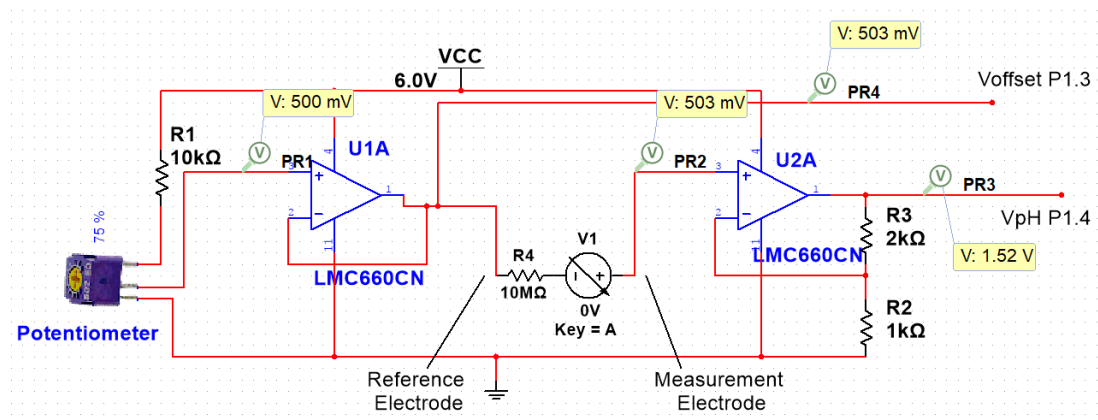 V: 503 mV
VCC
6.0V
Voffset P1.3
V: 500 mV
V: 503 mV
PR4
R1
10kΩ
V
PR1
4
U1A
3
1
2
11
LMC660CN
V
PR2
4
U2A
3
1
2
11
LMC660CN
V
PR3
VpH P1.4
V
R3
2kΩ
V: 1.52 V
75 %
Potentiometer
R4
10MΩ
V1
0V
Key = A
R2
1kΩ
Reference
Electrode
Measurement
Electrode